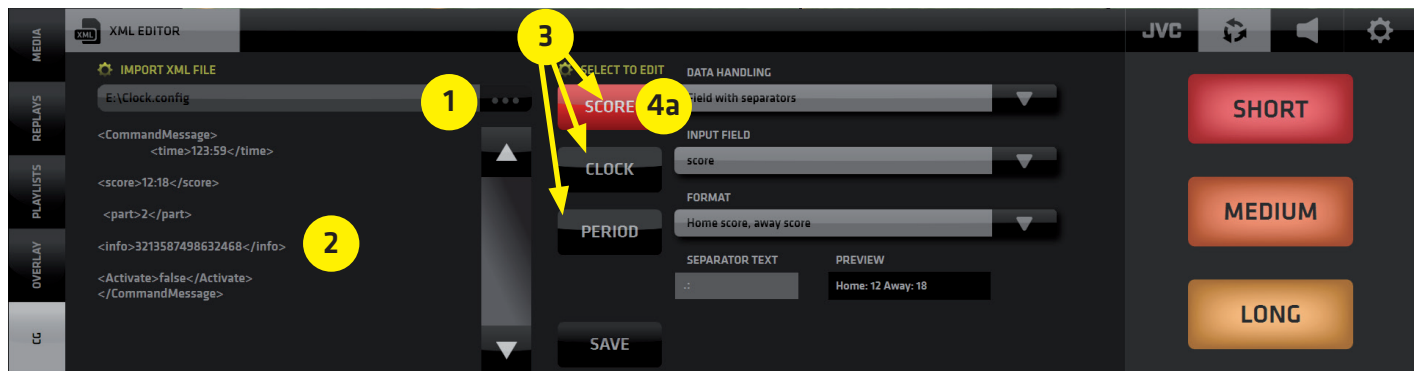 MEDIA
REPLAYS
PLAYLISTS
OVERLAY
CG
XML
XML EDITOR
JVC
IMPORT XML FILE
E:\Clock.config
1
<CommandMessage>
<time>123:59</time>
<score>12:18</score>
<part>2</part>
<info>3213587498632468</info>
2
<Activate>false</Activate>
</CommandMessage>
3
SELECT TO EDIT
SCORE
4a
CLOCK
PERIOD
SAVE
DATA HANDLING
Field with separators
INPUT FIELD
score
FORMAT
Home score, away score
SEPARATOR TEXT
.:
PREVIEW
Home: 12 Away: 18
SHORT
MEDIUM
LONG